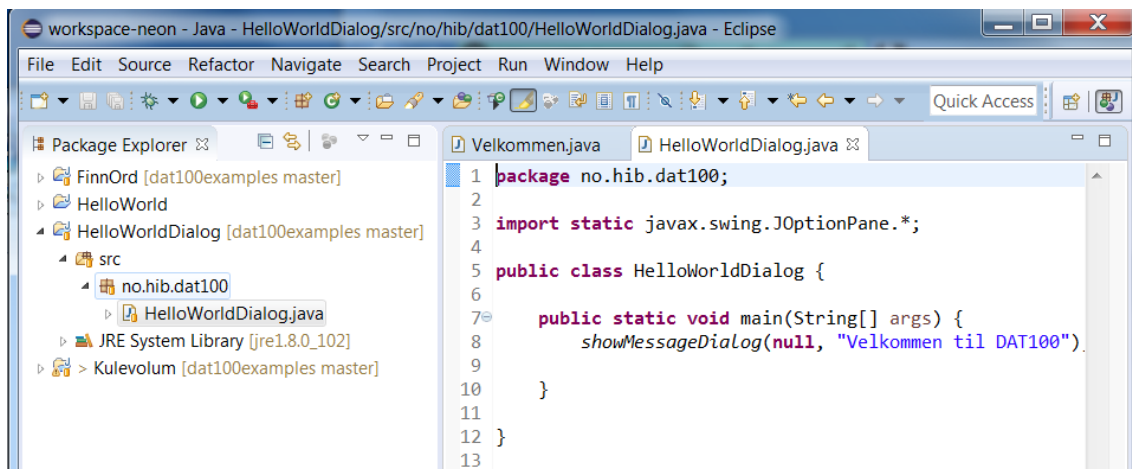 workspace-neon - Java - HelloWorldDialog/src/no/hib/dat100/HelloWorldDialog.java - Eclipse
File Edit Source Refactor Navigate Search Project Run Window Help
Quick Access
Package Explorer
FinnOrd [dat100examples master]
HelloWorld
HelloWorldDialog [dat100examples master]
src
no.hib.dat100
HelloWorldDialog.java
JRE System Library [jre1.8.0_102]
> Kulevolum [dat100examples master]
Velkommen.java HelloWorldDialog.java
1 package no.hib.dat100;
2
3 import static javax.swing.JOptionPane.*;
4
5 public class HelloWorldDialog {
6
7 public static void main(String[] args) {
8 showMessageDialog(null, "Velkommen til DAT100")
9
10 }
11
12 }
13